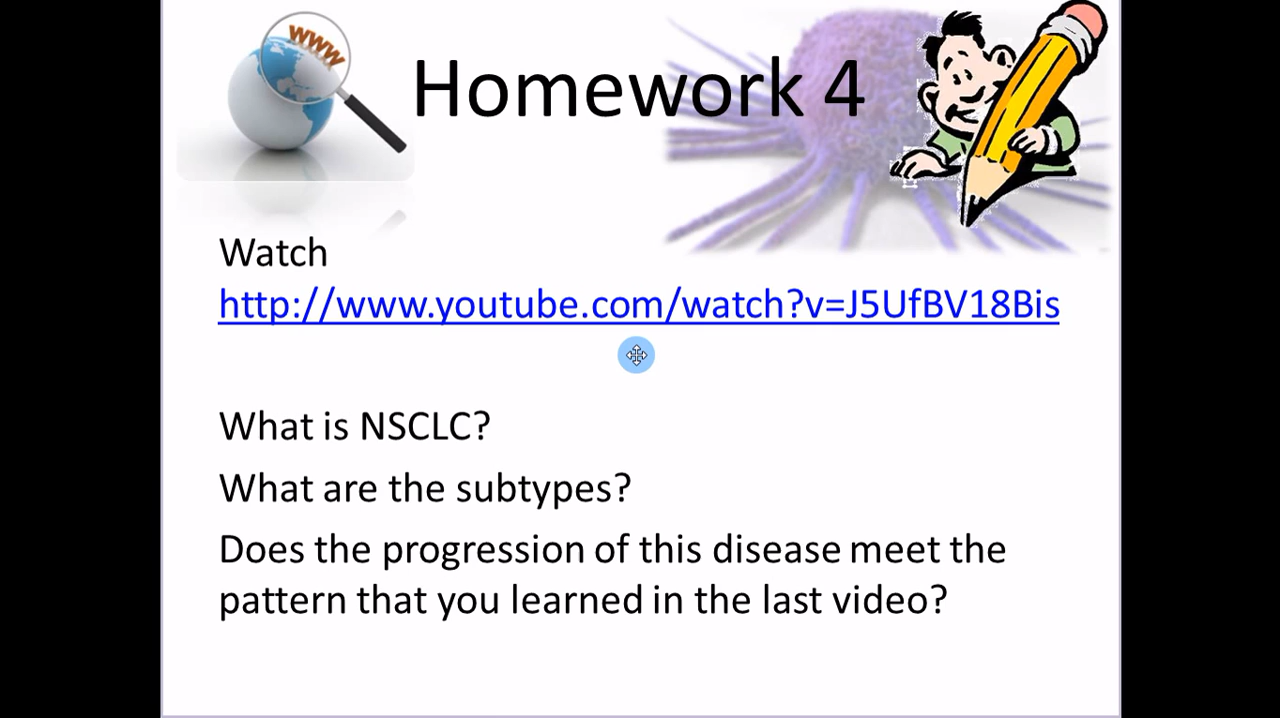 www
Homework 4
Watch
http://www.youtube.com/watch?v=J5UfBV18Bis
What is NSCLC?
What are the subtypes?
Does the progression of this disease meet the
pattern that you learned in the last video?